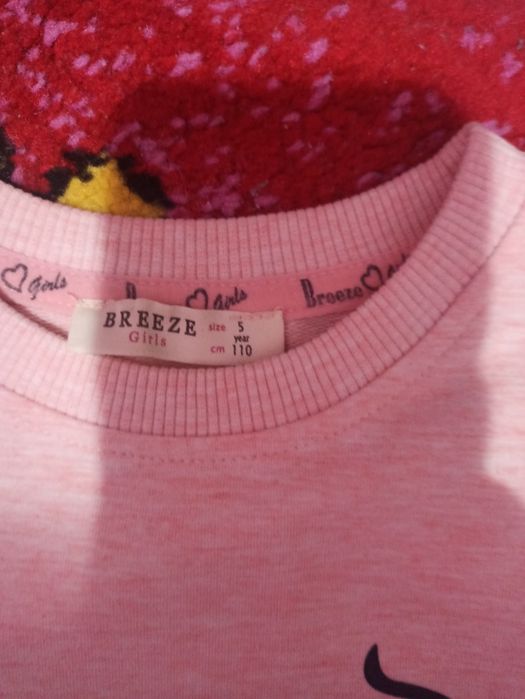 Girls
B Girls
Breeze
BREEZE size 5
Girls year
cm 110